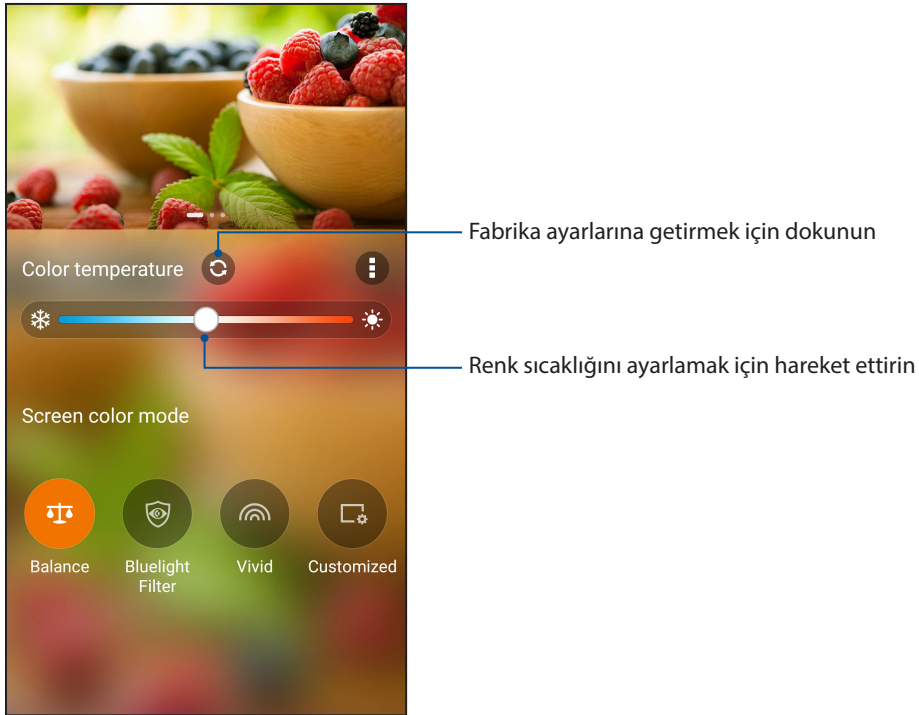 Fabrika ayarlarına getirmek için dokunun
Color temperature
Renk sıcaklığını ayarlamak için hareket ettirin
Screen color mode
Balance
Bluelight
Filter
Vivid
Customized